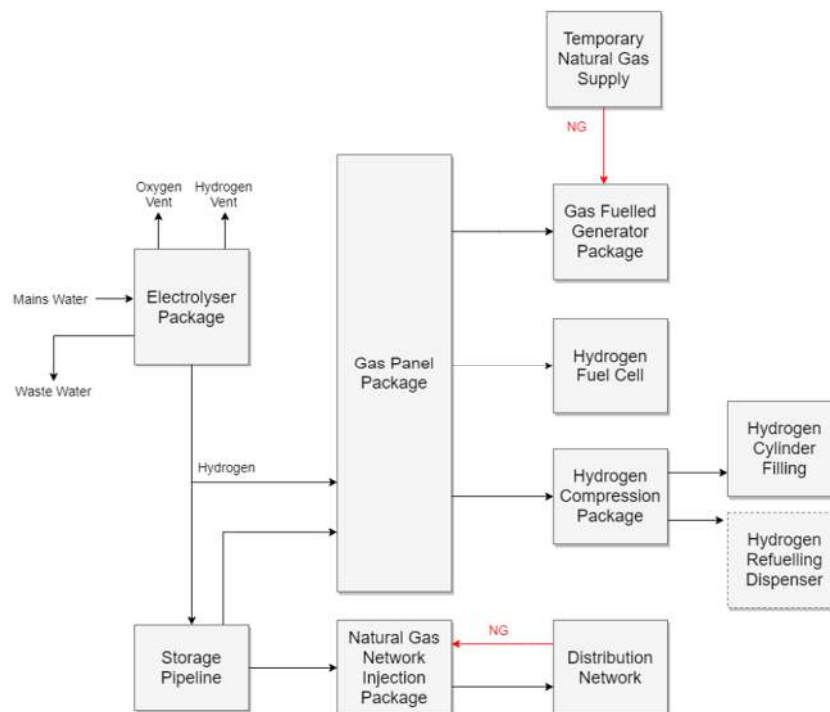 Temporary
Natural Gas
Supply
NG
Oxygen
Vent
Hydrogen
Vent
Gas Fuelled
Generator
Package
Mains Water
Electrolyser
Package
Waste Water
Gas Panel
Package
Hydrogen
Fuel Cell
Hydrogen
Hydrogen
Compression
Package
Hydrogen
Cylinder
Filling
Hydrogen
Refuelling
Dispenser
Storage
Pipeline
Natural Gas
Network
Injection
Package
NG
Distribution
Network